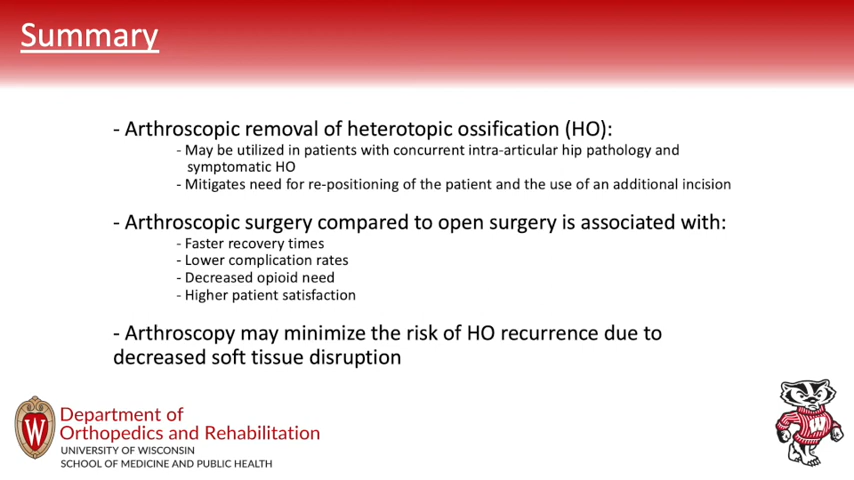 Summary
- Arthroscopic removal of heterotopic ossification (HO):
- May be utilized in patients with concurrent intra-articular hip pathology and
symptomatic HO
- Mitigates need for re-positioning of the patient and the use of an additional incision
- Arthroscopic surgery compared to open surgery is associated with:
- Faster recovery times
- Lower complication rates
- Decreased opioid need
- Higher patient satisfaction
- Arthroscopy may minimize the risk of HO recurrence due to
decreased soft tissue disruption
W
Department of
Orthopedics and Rehabilitation
UNIVERSITY OF WISCONSIN
SCHOOL OF MEDICINE AND PUBLIC HEALTH
W